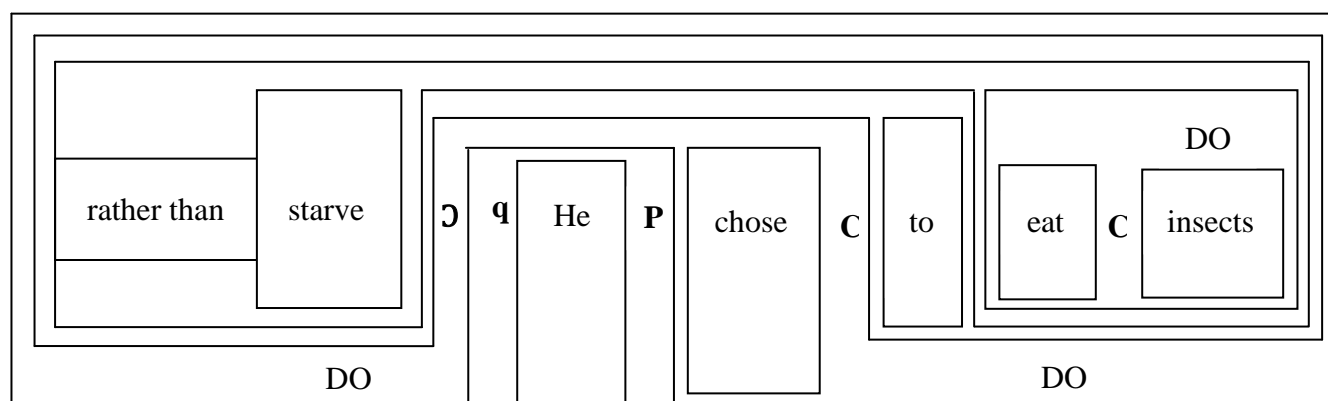 DO
rather than starve Ɔ q He P chose C to eat C insects
DO DO